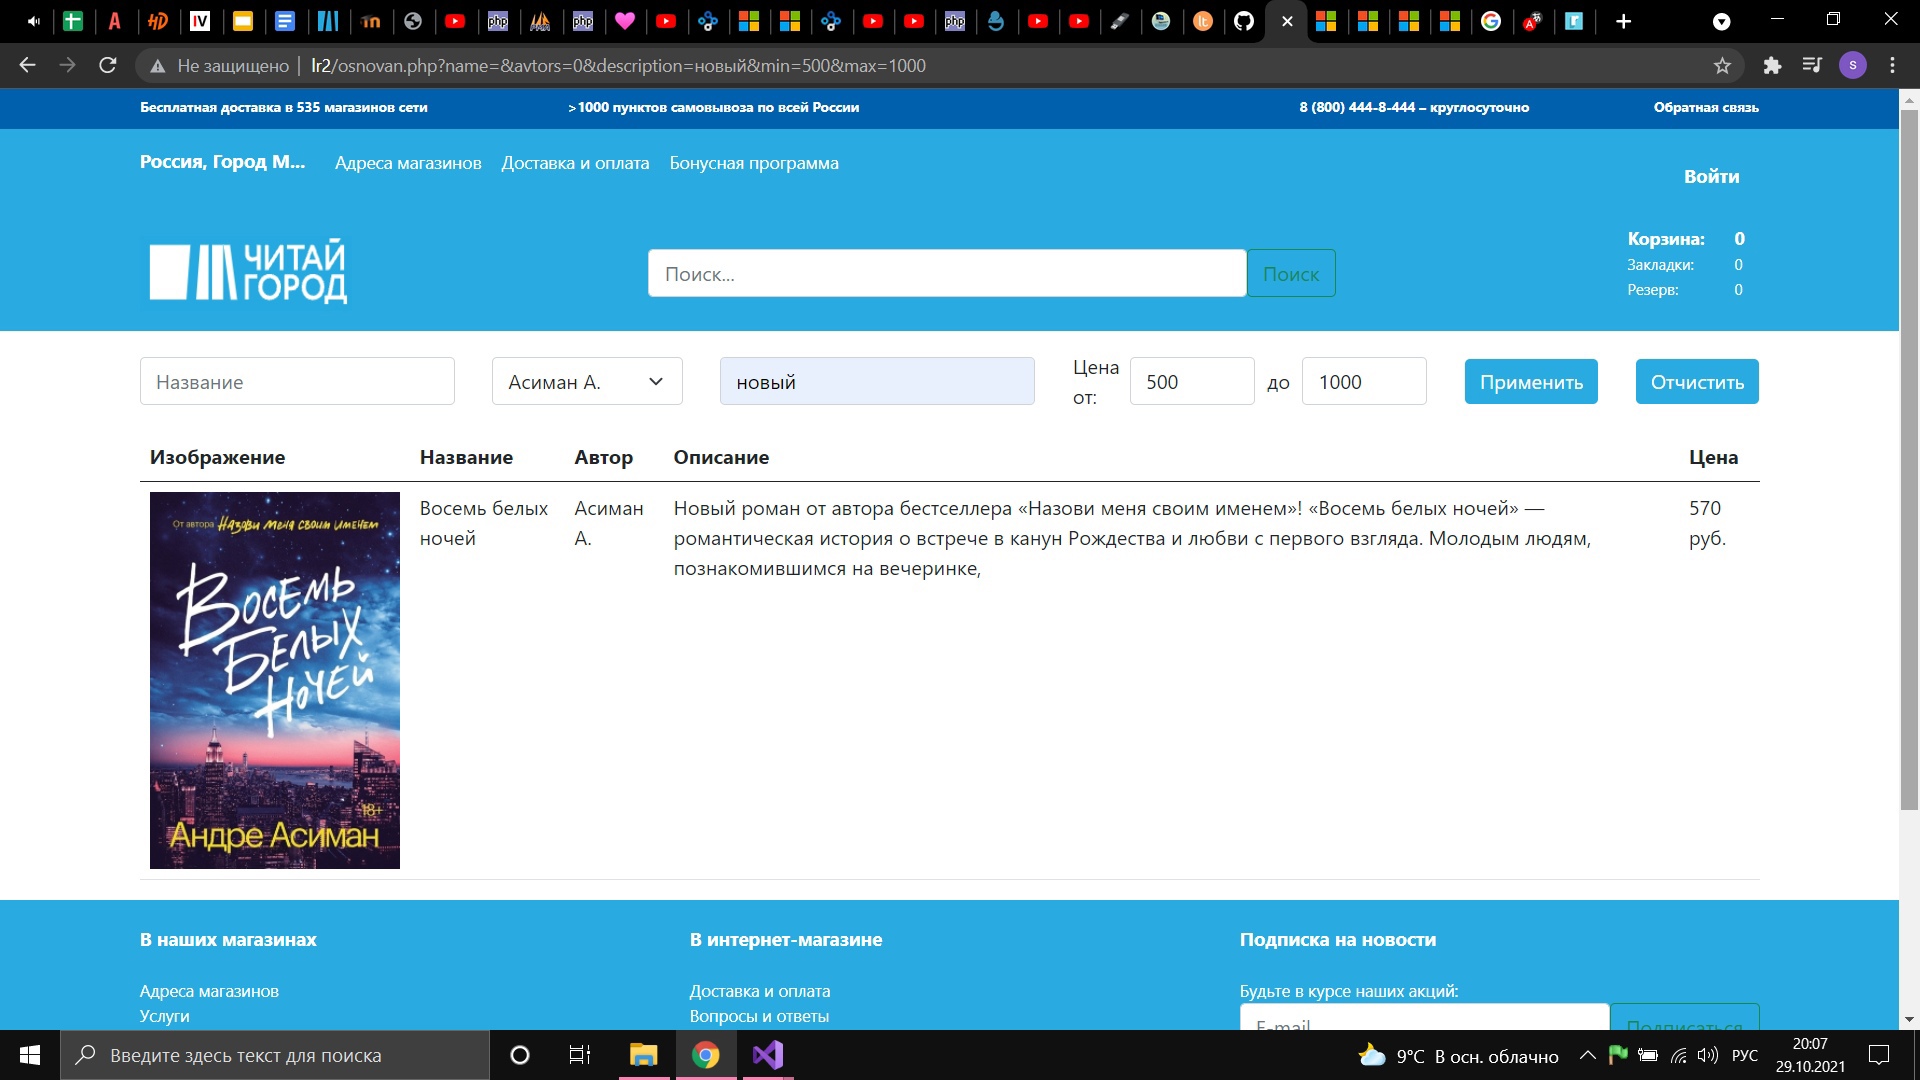 Не защищено | lr2/osnovan.php?name=&avtors=0&description=новый&min=500&max=1000
Бесплатная доставка в 535 магазинов сети >1000 пунктов самовывоза по всей России 8 (800) 444-8-444 – круглосуточно Обратная связь
Россия, Город М... Адреса магазинов Доставка и оплата Бонусная программа
Войти
ЧИТАЙ
ГОРОД
Поиск... Поиск
Корзина: 0
Закладки: 0
Резерв: 0
Название Асиман А. новый Цена от: 500 до 1000 Применить Отчистить
Изображение Название Автор Описание Цена
От автора Назови меня своим именем
Восемь
Белых
Ночей
18+
Андре Асиман
Восемь белых
ночей
Асиман
А.
Новый роман от автора бестселлера «Назови меня своим именем»! «Восемь белых ночей» —
романтическая история о встрече в канун Рождества и любви с первого взгляда. Молодым людям,
познакомившимся на вечеринке,
570
руб.
В наших магазинах В интернет-магазине Подписка на новости
Адреса магазинов Доставка и оплата Будьте в курсе наших акций:
Услуги Вопросы и ответы E-mail Подписаться
Введите здесь текст для поиска
9°C В осн. облачно РУС
20:07
29.10.2021